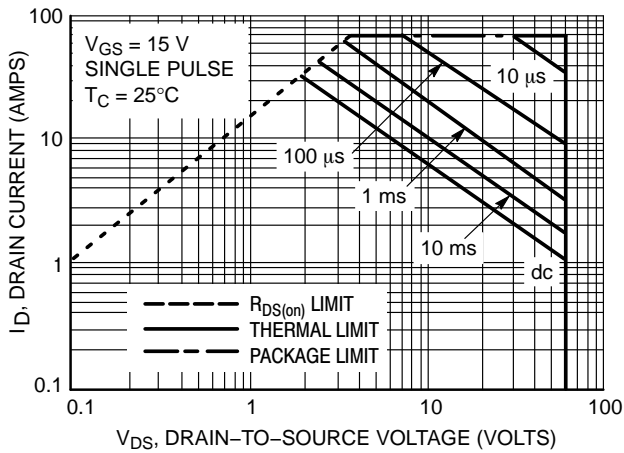 100
10
1
0.1
I_D, DRAIN CURRENT (AMPS)
V_GS = 15 V
SINGLE PULSE
T_C = 25°C
10 μs
100 μs
1 ms
10 ms
dc
R_DS(on) LIMIT
THERMAL LIMIT
PACKAGE LIMIT
0.1
1
10
100
V_DS, DRAIN−TO−SOURCE VOLTAGE (VOLTS)